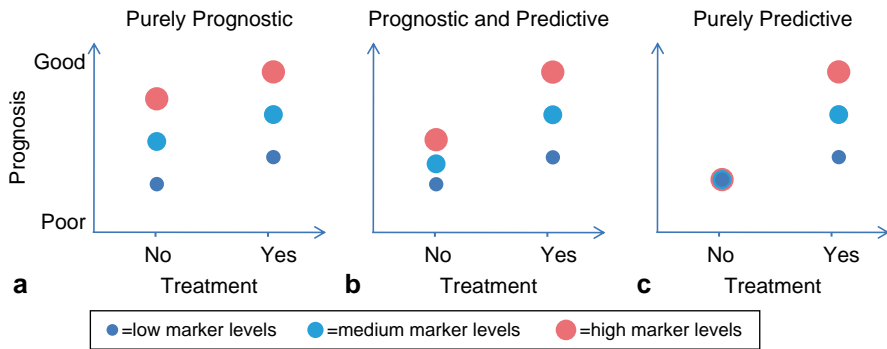 Purely Prognostic
Prognostic and Predictive
Purely Predictive
Good
Prognosis
Poor
No Yes
No Yes
No Yes
a Treatment
b Treatment
c Treatment
=low marker levels =medium marker levels =high marker levels